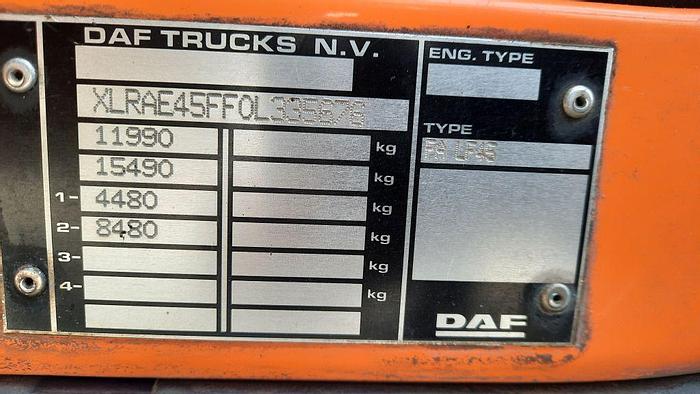 DAF TRUCKS N.V.
ENG. TYPE
XLRAE45FF0L335676
11990 kg
15490 kg
1- 4480 kg
2- 8480 kg
3- kg
4- kg
TYPE
FA LF45
DAF